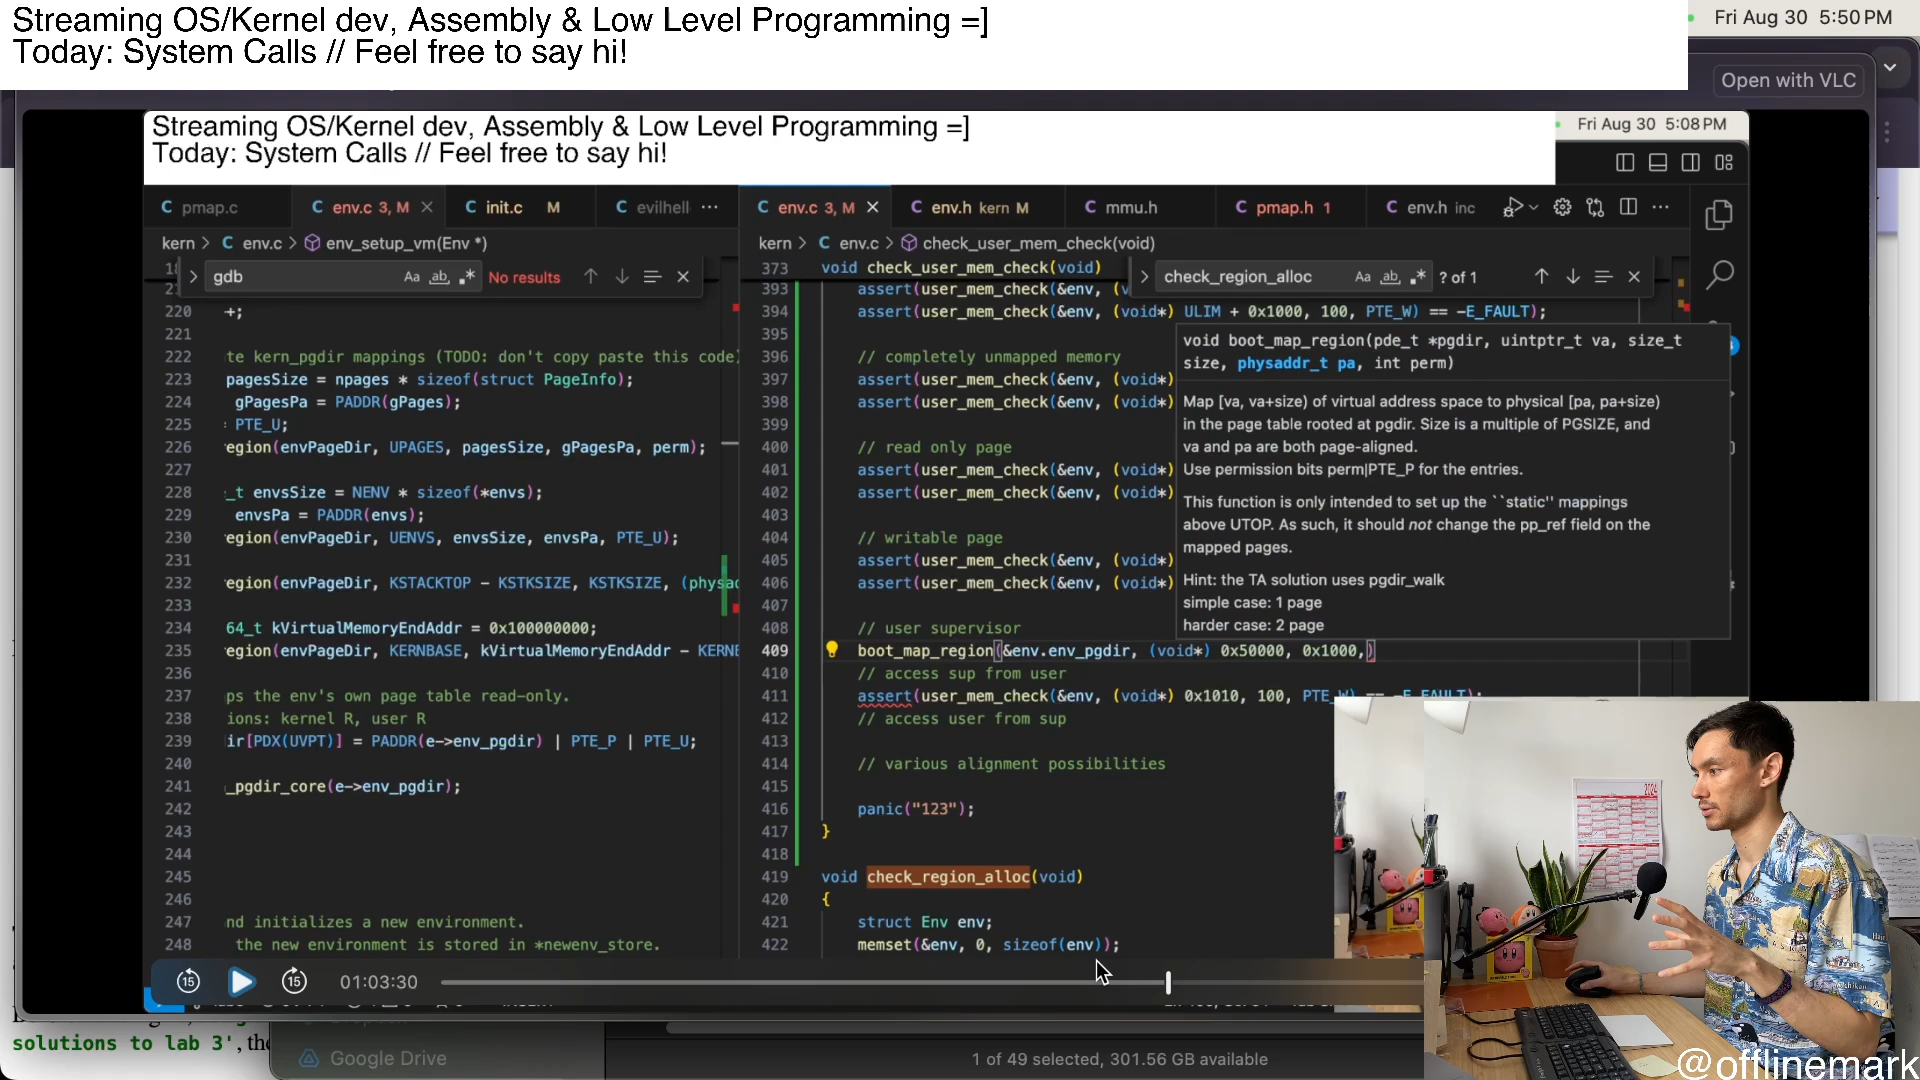 Streaming OS/Kernel dev, Assembly & Low Level Programming =]
Today: System Calls // Feel free to say hi!
Fri Aug 30 5:50 PM
Open with VLC
Streaming OS/Kernel dev, Assembly & Low Level Programming =]
Today: System Calls // Feel free to say hi!
Fri Aug 30 5:08 PM
C pmap.c
C env.c 3, M
C init.c M
C evilhell
C env.c 3, M
C env.h kern M
C mmu.h
C pmap.h 1
C env.h inc
kern > C env.c > env_setup_vm(Env *)
gdb
Aa ab No results
220 +;
221
222 te kern_pgdir mappings (TODO: don't copy paste this code)
223 pagesSize = npages * sizeof(struct PageInfo);
224 gPagesPa = PADDR(gPages);
225 : PTE_U;
226 egion(envPageDir, UPAGES, pagesSize, gPagesPa, perm);
227
228 _t envsSize = NENV * sizeof(*envs);
229 envsPa = PADDR(envs);
230 egion(envPageDir, UENVS, envsSize, envsPa, PTE_U);
231
232 egion(envPageDir, KSTACKTOP - KSTKSIZE, KSTKSIZE, (physad
233
234 64_t kVirtualMemoryEndAddr = 0x100000000;
235 egion(envPageDir, KERNBASE, kVirtualMemoryEndAddr - KERNB
236
237 ps the env's own page table read-only.
238 ions: kernel R, user R
239 ir[PDX(UVPT)] = PADDR(e->env_pgdir) | PTE_P | PTE_U;
240
241 _pgdir_core(e->env_pgdir);
242
243
244
245
246
247 nd initializes a new environment.
248 the new environment is stored in *newenv_store.
kern > C env.c > check_user_mem_check(void)
373 void check_user_mem_check(void)
check_region_alloc
Aa ab ? of 1
393 assert(user_mem_check(&env, (v
394 assert(user_mem_check(&env, (void*) ULIM + 0x1000, 100, PTE_W) == -E_FAULT);
395
396 // completely unmapped memory
397 assert(user_mem_check(&env, (void*)
398 assert(user_mem_check(&env, (void*)
399
400 // read only page
401 assert(user_mem_check(&env, (void*)
402 assert(user_mem_check(&env, (void*)
403
404 // writable page
405 assert(user_mem_check(&env, (void*)
406 assert(user_mem_check(&env, (void*)
407
408 // user supervisor
409 boot_map_region(&env.env_pgdir, (void*) 0x50000, 0x1000,)
410 // access sup from user
411 assert(user_mem_check(&env, (void*) 0x1010, 100, PTE_W) == -E_FAULT);
412 // access user from sup
413
414 // various alignment possibilities
415
416 panic("123");
417 }
418
419 void check_region_alloc(void)
420 {
421 struct Env env;
422 memset(&env, 0, sizeof(env));
void boot_map_region(pde_t *pgdir, uintptr_t va, size_t
size, physaddr_t pa, int perm)
Map [va, va+size) of virtual address space to physical [pa, pa+size)
in the page table rooted at pgdir. Size is a multiple of PGSIZE, and
va and pa are both page-aligned.
Use permission bits perm|PTE_P for the entries.
This function is only intended to set up the ``static'' mappings
above UTOP. As such, it should not change the pp_ref field on the
mapped pages.
Hint: the TA solution uses pgdir_walk
simple case: 1 page
harder case: 2 page
15
15
01:03:30
solutions to lab 3', the
Google Drive
1 of 49 selected, 301.56 GB available
2024
@offlinemark